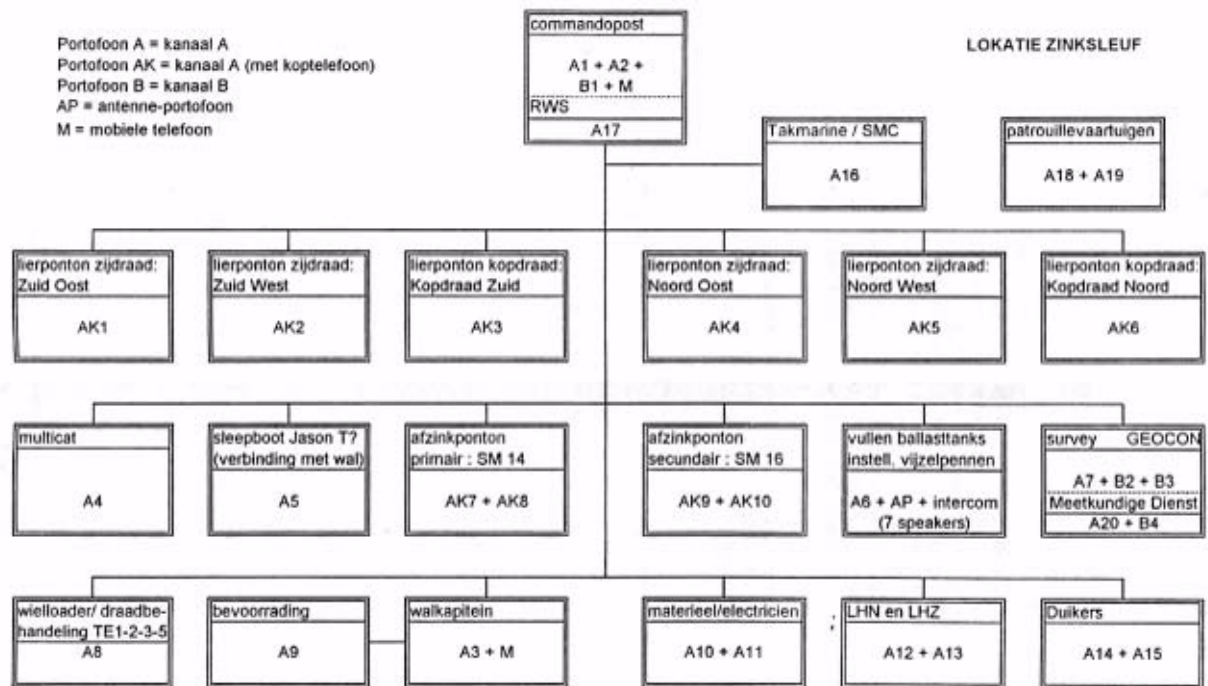 Portofoon A = kanaal A
Portofoon AK = kanaal A (met koptelefoon)
Portofoon B = kanaal B
AP = antenne-portofoon
M = mobiele telefoon
commandopost
A1 + A2 +
B1 + M
RWS
A17
LOKATIE ZINKSLEUF
Takmarine / SMC
A16
patrouillevaartuigen
A18 + A19
lierponton zijdraad:
Zuid Oost
AK1
lierponton zijdraad:
Zuid West
AK2
lierponton kopdraad:
Kopdraad Zuid
AK3
lierponton zijdraad:
Noord Oost
AK4
lierponton zijdraad:
Noord West
AK5
lierponton kopdraad:
Kopdraad Noord
AK6
multicat
A4
sleepboot Jason T?
(verbinding met wal)
A5
afzinkponton
primair : SM 14
AK7 + AK8
afzinkponton
secundair : SM 16
AK9 + AK10
vullen ballasttanks
instell. vijzelpennen
A6 + AP + intercom
(7 speakers)
survey GEOCON
A7 + B2 + B3
Meetkundige Dienst
A20 + B4
wielloader/ draadbe-
handeling TE1-2-3-5
A8
bevoorrading
A9
walkapitein
A3 + M
materieel/electricien
A10 + A11
LHN en LHZ
A12 + A13
Duikers
A14 + A15